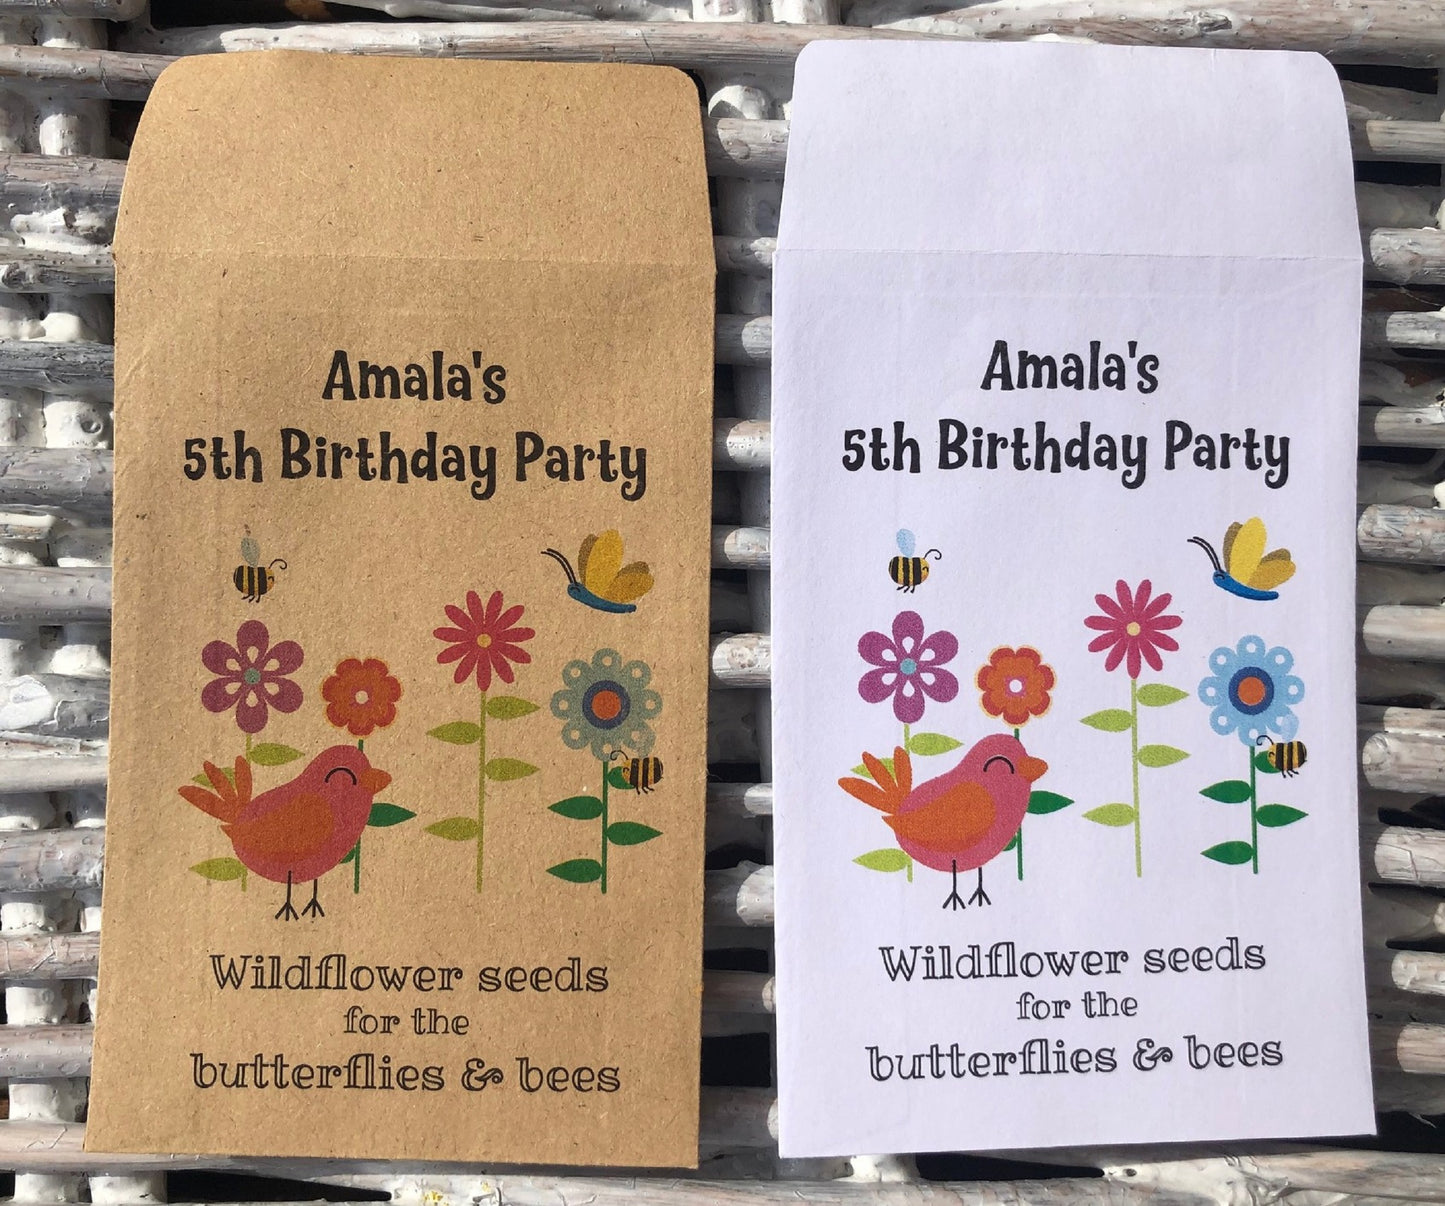 Amala's
5th Birthday Party
Wildflower seeds
for the
butterflies & bees
Amala's
5th Birthday Party
Wildflower seeds
for the
butterflies & bees